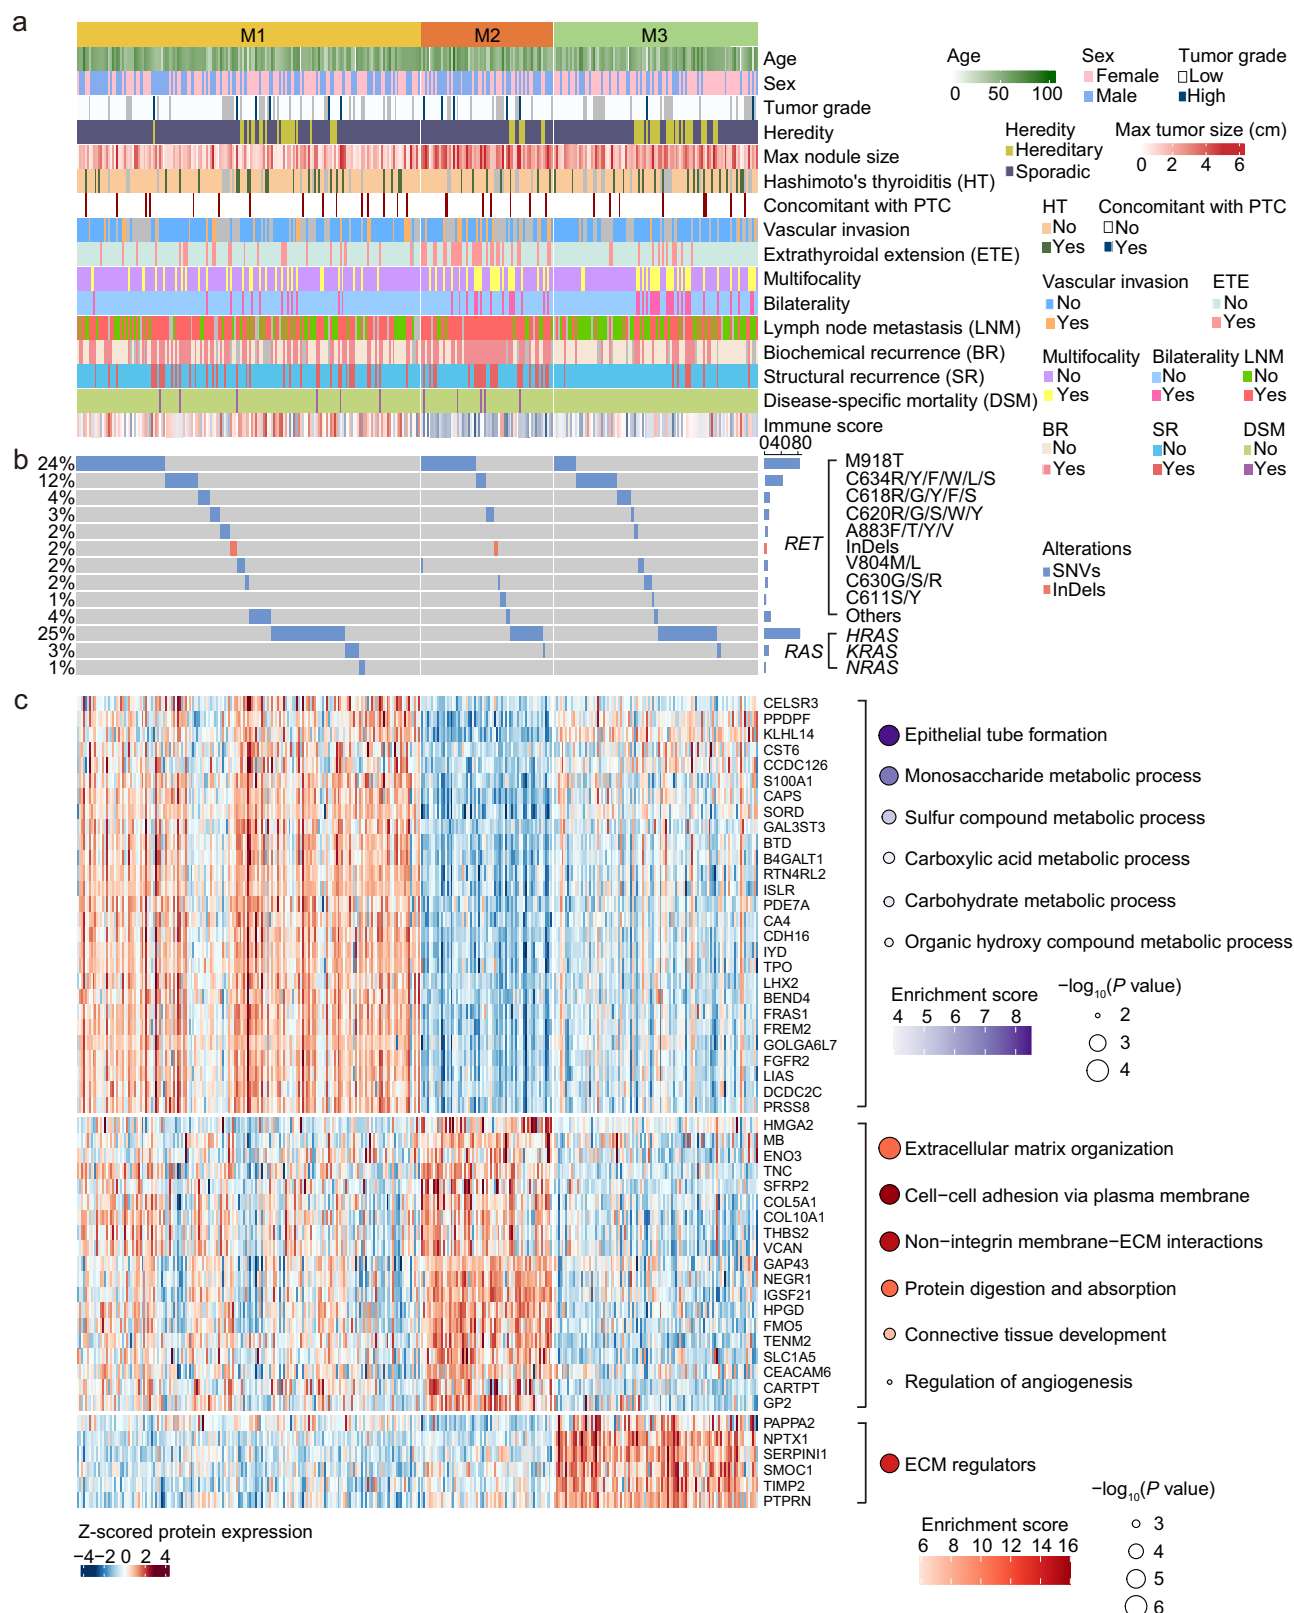 a
M1 M2 M3
Age
Sex
Tumor grade
Heredity
Max nodule size
Hashimoto's thyroiditis (HT)
Concomitant with PTC
Vascular invasion
Extrathyroidal extension (ETE)
Multifocality
Bilaterality
Lymph node metastasis (LNM)
Biochemical recurrence (BR)
Structural recurrence (SR)
Disease-specific mortality (DSM)
Immune score
Age
0 50 100
Sex
Female
Male
Tumor grade
Low
High
Heredity
Hereditary
Sporadic
Max tumor size (cm)
0 2 4 6
HT
No
Yes
Concomitant with PTC
No
Yes
Vascular invasion
No
Yes
ETE
No
Yes
Multifocality
No
Yes
Bilaterality
No
Yes
LNM
No
Yes
BR
No
Yes
SR
No
Yes
DSM
No
Yes
b
04080
24% M918T
12% C634R/Y/F/W/L/S
4% C618R/G/Y/F/S
3% C620R/G/S/W/Y
2% A883F/T/Y/V
2% InDels
2% V804M/L
2% C630G/S/R
1% C611S/Y
4% Others
25% HRAS
3% KRAS
1% NRAS
RET
RAS
Alterations
SNVs
InDels
c
CELSR3
PPDPF
KLHL14
CST6
CCDC126
S100A1
CAPS
SORD
GAL3ST3
BTD
B4GALT1
RTN4RL2
ISLR
PDE7A
CA4
CDH16
IYD
TPO
LHX2
BEND4
FRAS1
FREM2
GOLGA6L7
FGFR2
LIAS
DCDC2C
PRSS8
HMGA2
MB
ENO3
TNC
SFRP2
COL5A1
COL10A1
THBS2
VCAN
GAP43
NEGR1
IGSF21
HPGD
FMO5
TENM2
SLC1A5
CEACAM6
CARTPT
GP2
PAPPA2
NPTX1
SERPINI1
SMOC1
TIMP2
PTPRN
Epithelial tube formation
Monosaccharide metabolic process
Sulfur compound metabolic process
Carboxylic acid metabolic process
Carbohydrate metabolic process
Organic hydroxy compound metabolic process
Enrichment score
4 5 6 7 8
−log10(P value)
2
3
4
Extracellular matrix organization
Cell−cell adhesion via plasma membrane
Non−integrin membrane−ECM interactions
Protein digestion and absorption
Connective tissue development
Regulation of angiogenesis
ECM regulators
−log10(P value)
3
4
5
6
Enrichment score
6 8 10 12 14 16
Z-scored protein expression
−4−2 0 2 4